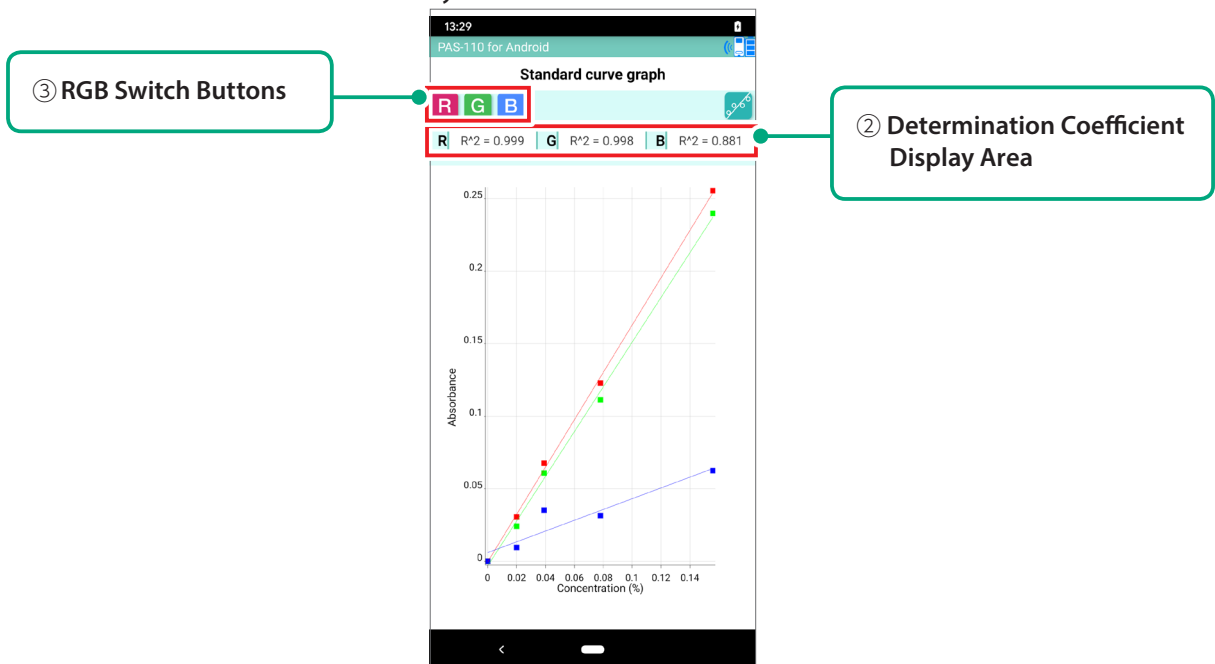 13:29
PAS-110 for Android
Standard curve graph
③ RGB Switch Buttons
R G B
② Determination Coefficient
Display Area
R R^2 = 0.999 G R^2 = 0.998 B R^2 = 0.881
0.25
0.2
0.15
Absorbance
0.1
0.05
0
0 0.02 0.04 0.06 0.08 0.1 0.12 0.14
Concentration (%)